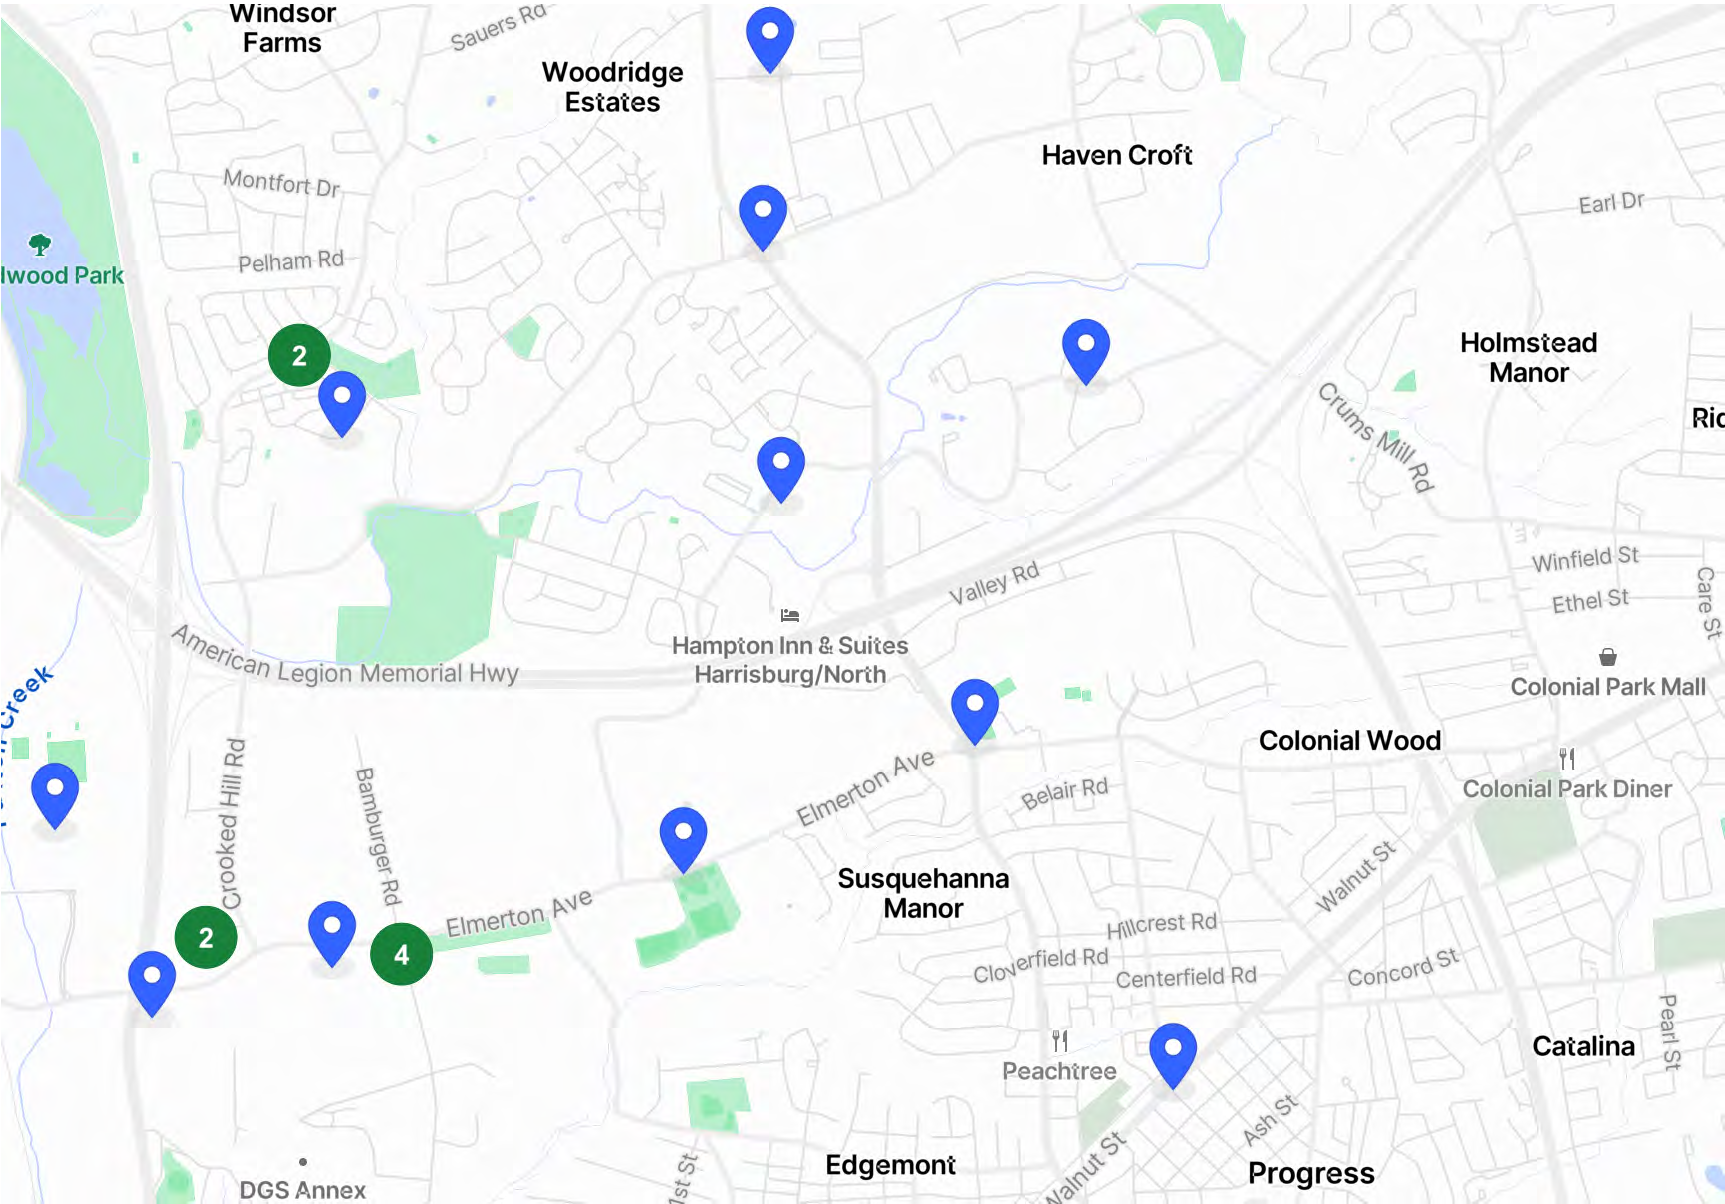 Windsor
Farms
Sauers Rd
Woodridge
Estates
Haven Croft
Montfort Dr
Earl Dr
Pelham Rd
lwood Park
2
Holmstead
Manor
Crums Mill Rd
Ric
Valley Rd
Winfield St
Ethel St
Care St
American Legion Memorial Hwy
Hampton Inn & Suites
Harrisburg/North
Colonial Park Mall
Creek
Colonial Wood
Colonial Park Diner
Crooked Hill Rd
Bamburger Rd
Elmerton Ave
Belair Rd
Walnut St
Susquehanna
Manor
Elmerton Ave
2
4
Hillcrest Rd
Cloverfield Rd
Centerfield Rd
Concord St
Pearl St
Peachtree
Catalina
Ash St
Walnut St
1st St
Edgemont
Progress
DGS Annex